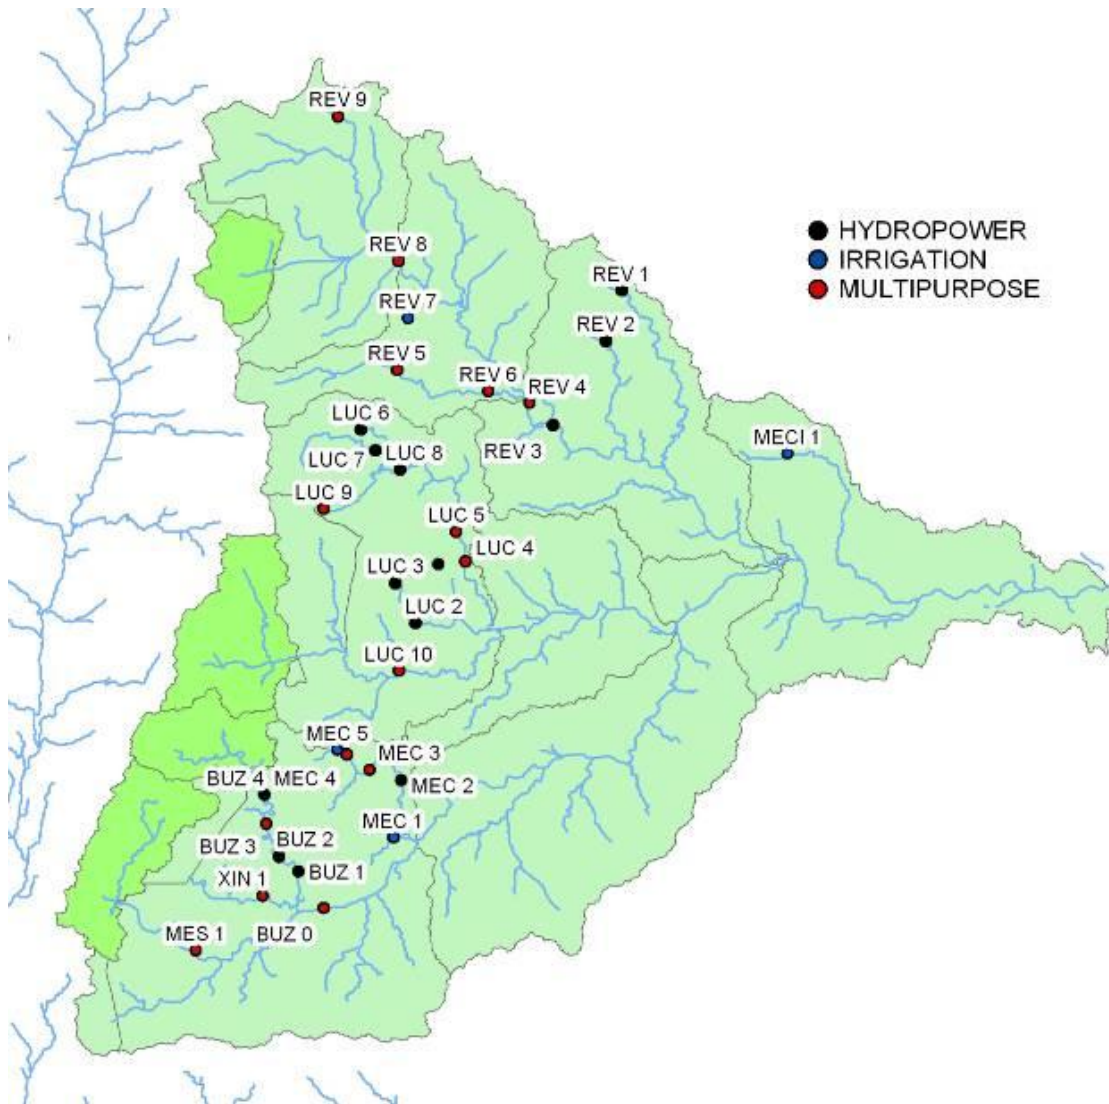 REV 9
REV 8
HYDROPOWER
IRRIGATION
MULTIPURPOSE
REV 1
REV 7
REV 2
REV 5
REV 6
REV 4
LUC 6
REV 3
MECI 1
LUC 7
LUC 8
LUC 9
LUC 5
LUC 4
LUC 3
LUC 2
LUC 10
MEC 5
MEC 3
BUZ 4
MEC 4
MEC 2
MEC 1
BUZ 3
BUZ 2
BUZ 1
XIN 1
MES 1
BUZ 0